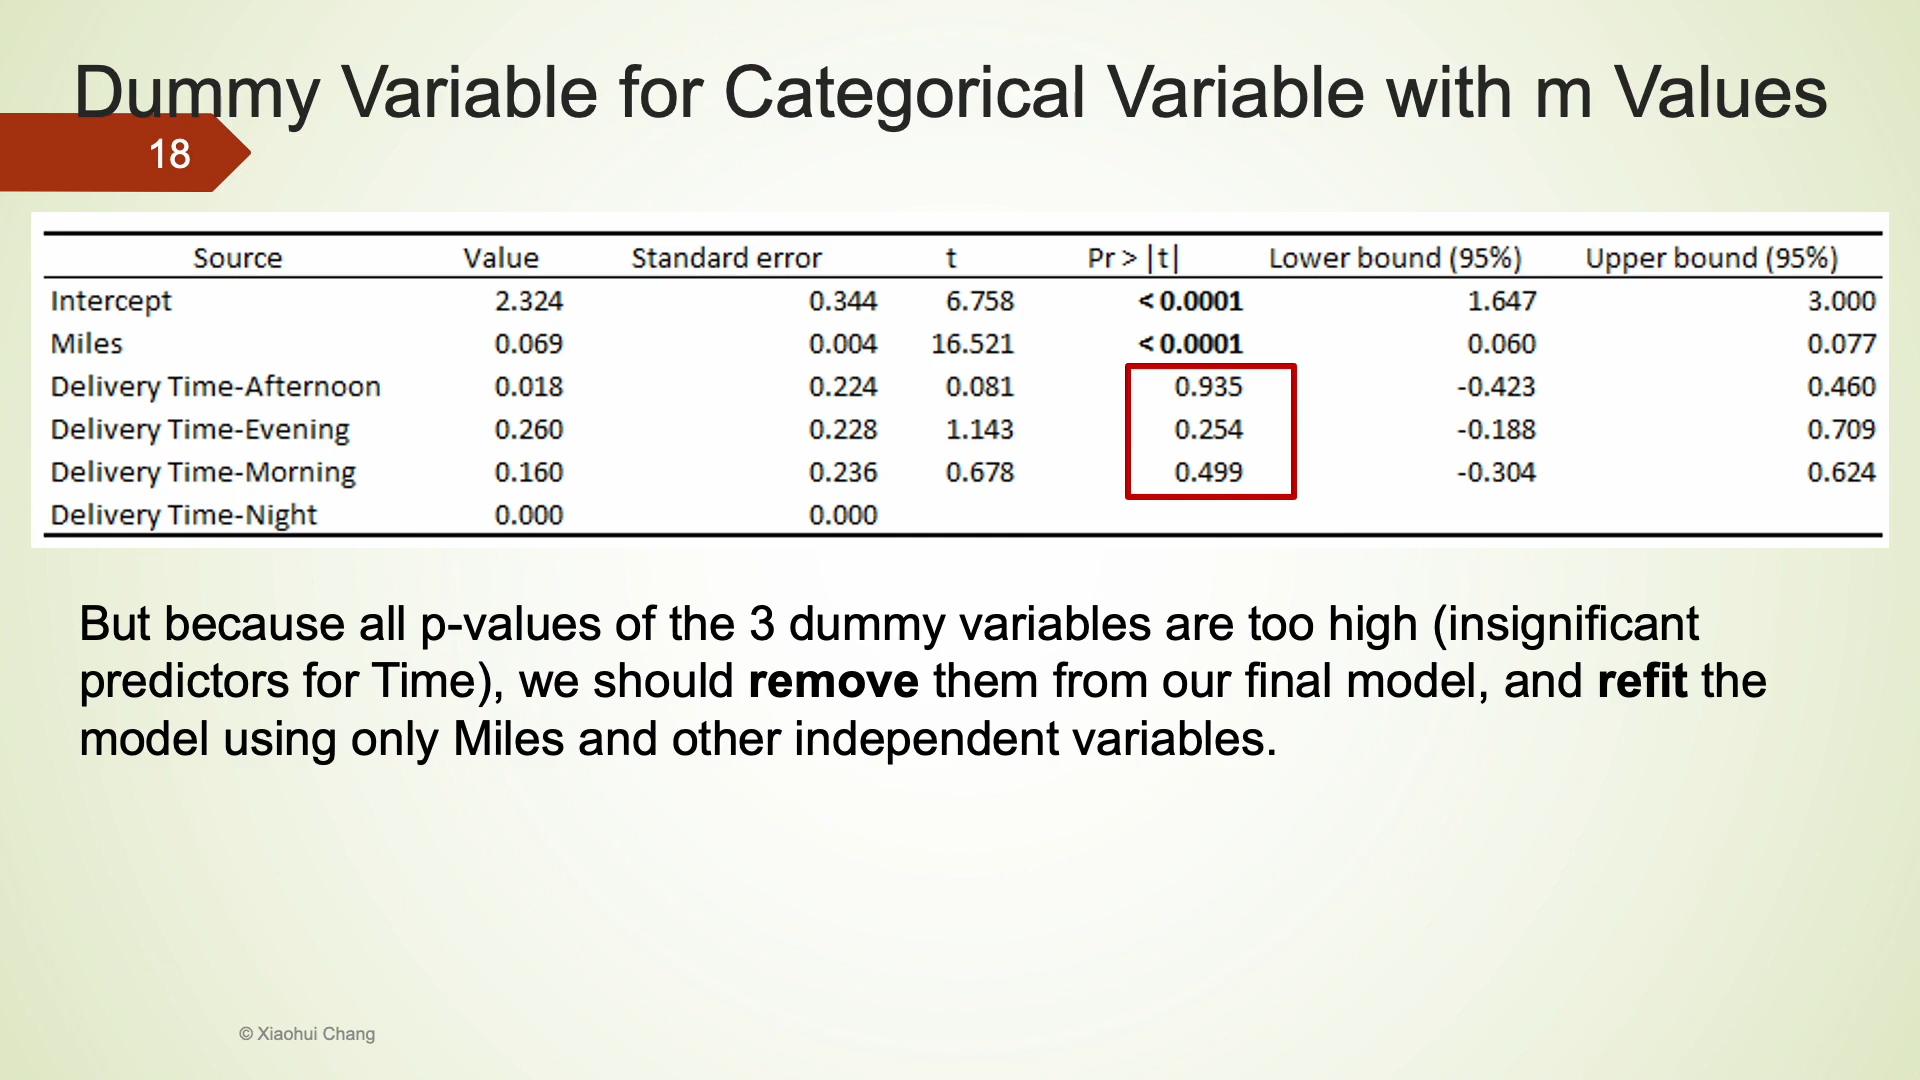 Dummy Variable for Categorical Variable with m Values
18
Source Value Standard error t Pr > |t| Lower bound (95%) Upper bound (95%)
Intercept 2.324 0.344 6.758 < 0.0001 1.647 3.000
Miles 0.069 0.004 16.521 < 0.0001 0.060 0.077
Delivery Time-Afternoon 0.018 0.224 0.081 0.935 -0.423 0.460
Delivery Time-Evening 0.260 0.228 1.143 0.254 -0.188 0.709
Delivery Time-Morning 0.160 0.236 0.678 0.499 -0.304 0.624
Delivery Time-Night 0.000 0.000
But because all p-values of the 3 dummy variables are too high (insignificant
predictors for Time), we should remove them from our final model, and refit the
model using only Miles and other independent variables.
© Xiaohui Chang